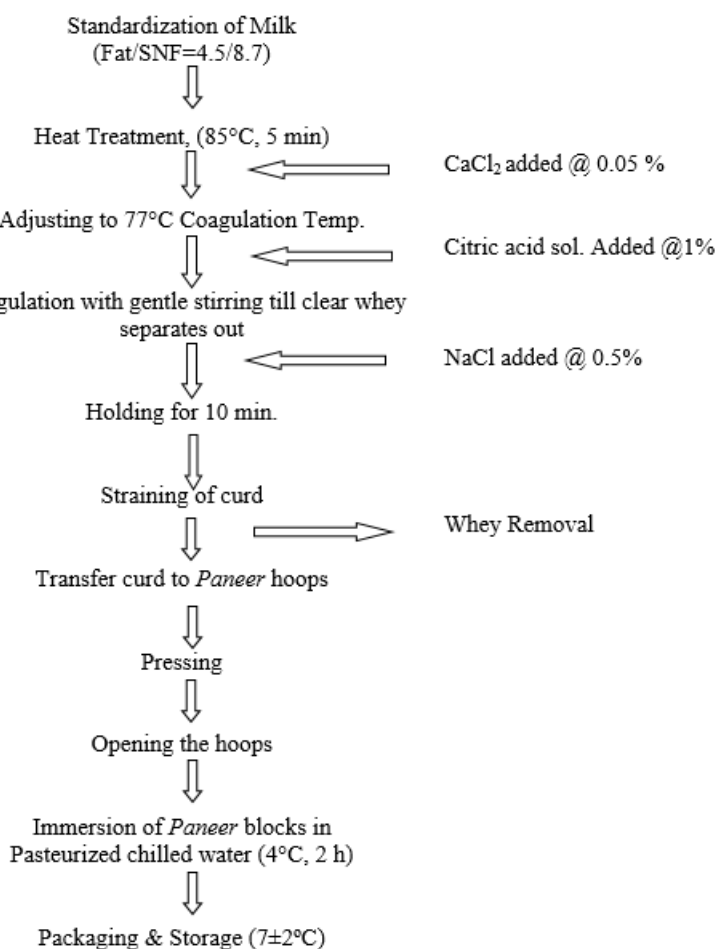 Standardization of Milk
(Fat/SNF=4.5/8.7)
Heat Treatment, (85°C, 5 min)
CaCl₂ added @ 0.05 %
Adjusting to 77°C Coagulation Temp.
Citric acid sol. Added @1%
gulation with gentle stirring till clear whey
separates out
NaCl added @ 0.5%
Holding for 10 min.
Straining of curd
Whey Removal
Transfer curd to Paneer hoops
Pressing
Opening the hoops
Immersion of Paneer blocks in
Pasteurized chilled water (4°C, 2 h)
Packaging & Storage (7±2°C)